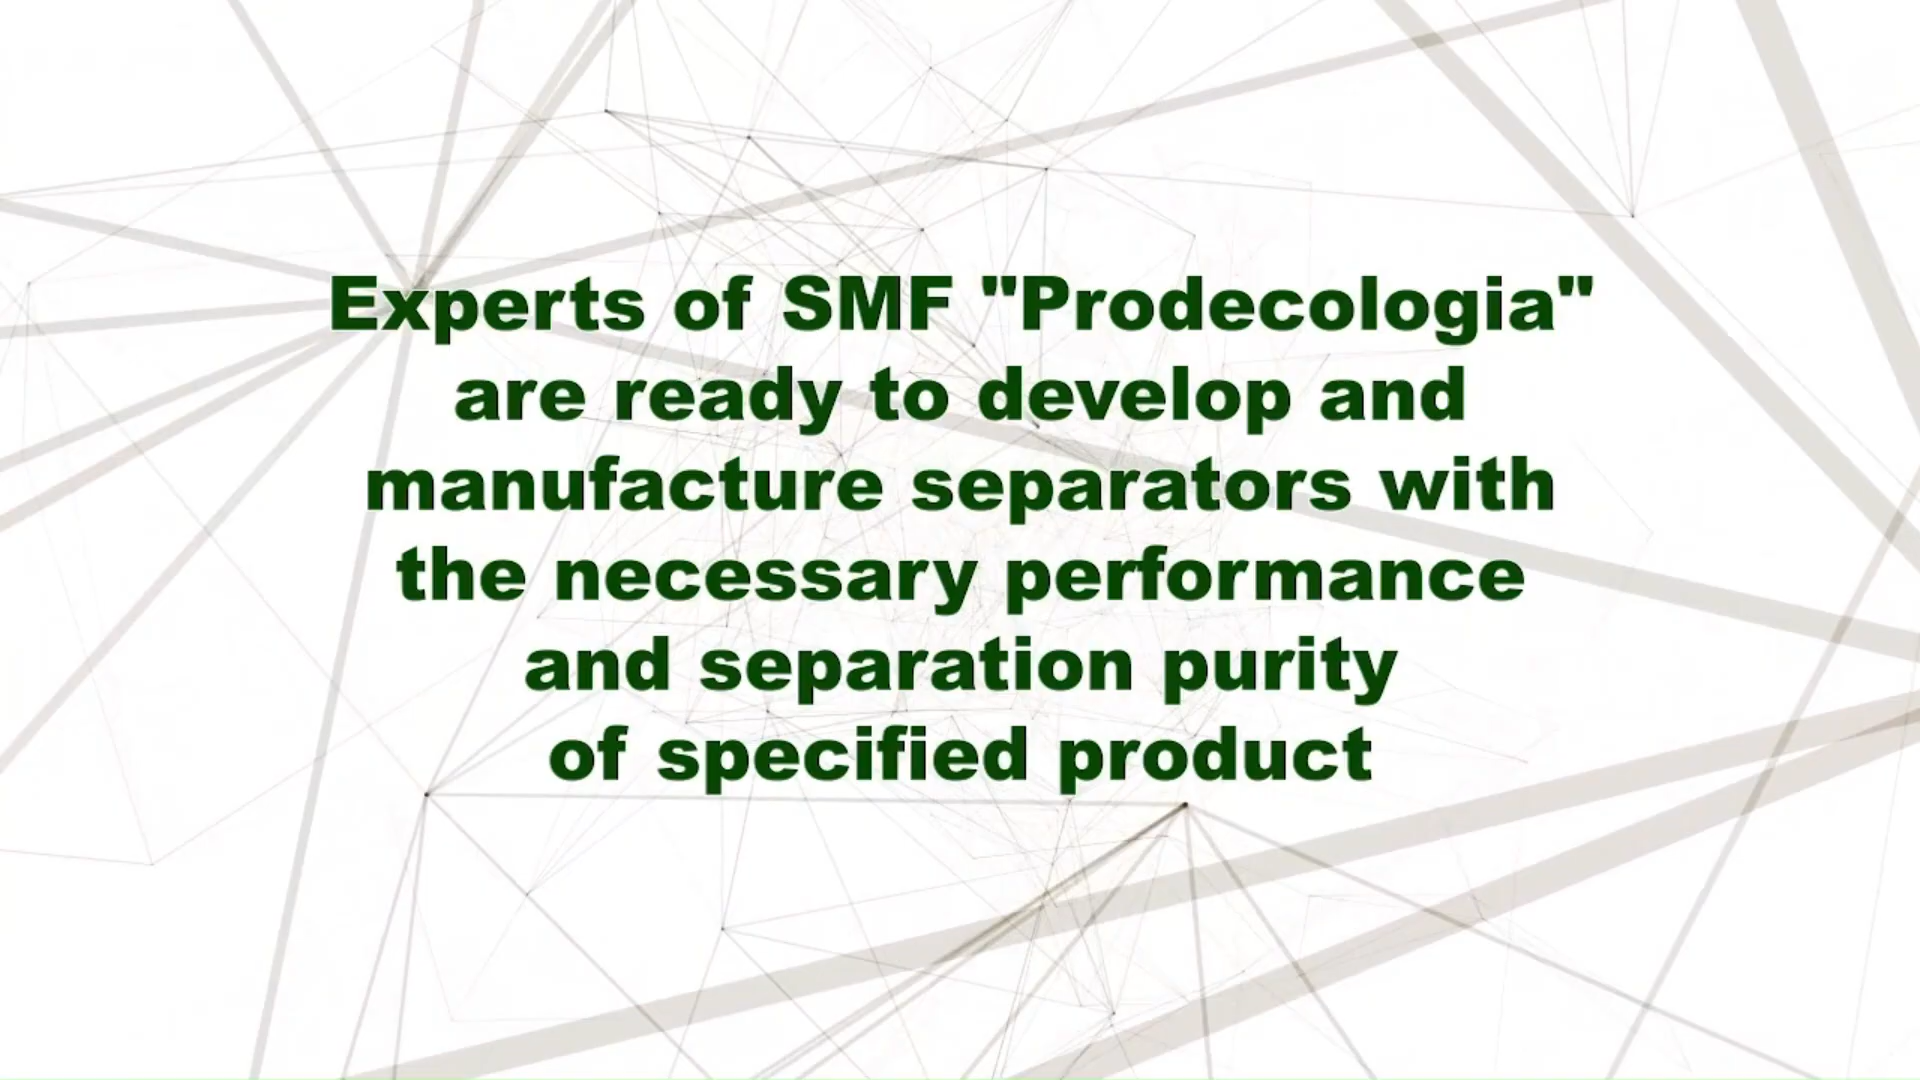 Experts of SMF "Prodecologia"
are ready to develop and
manufacture separators with
the necessary performance
and separation purity
of specified product